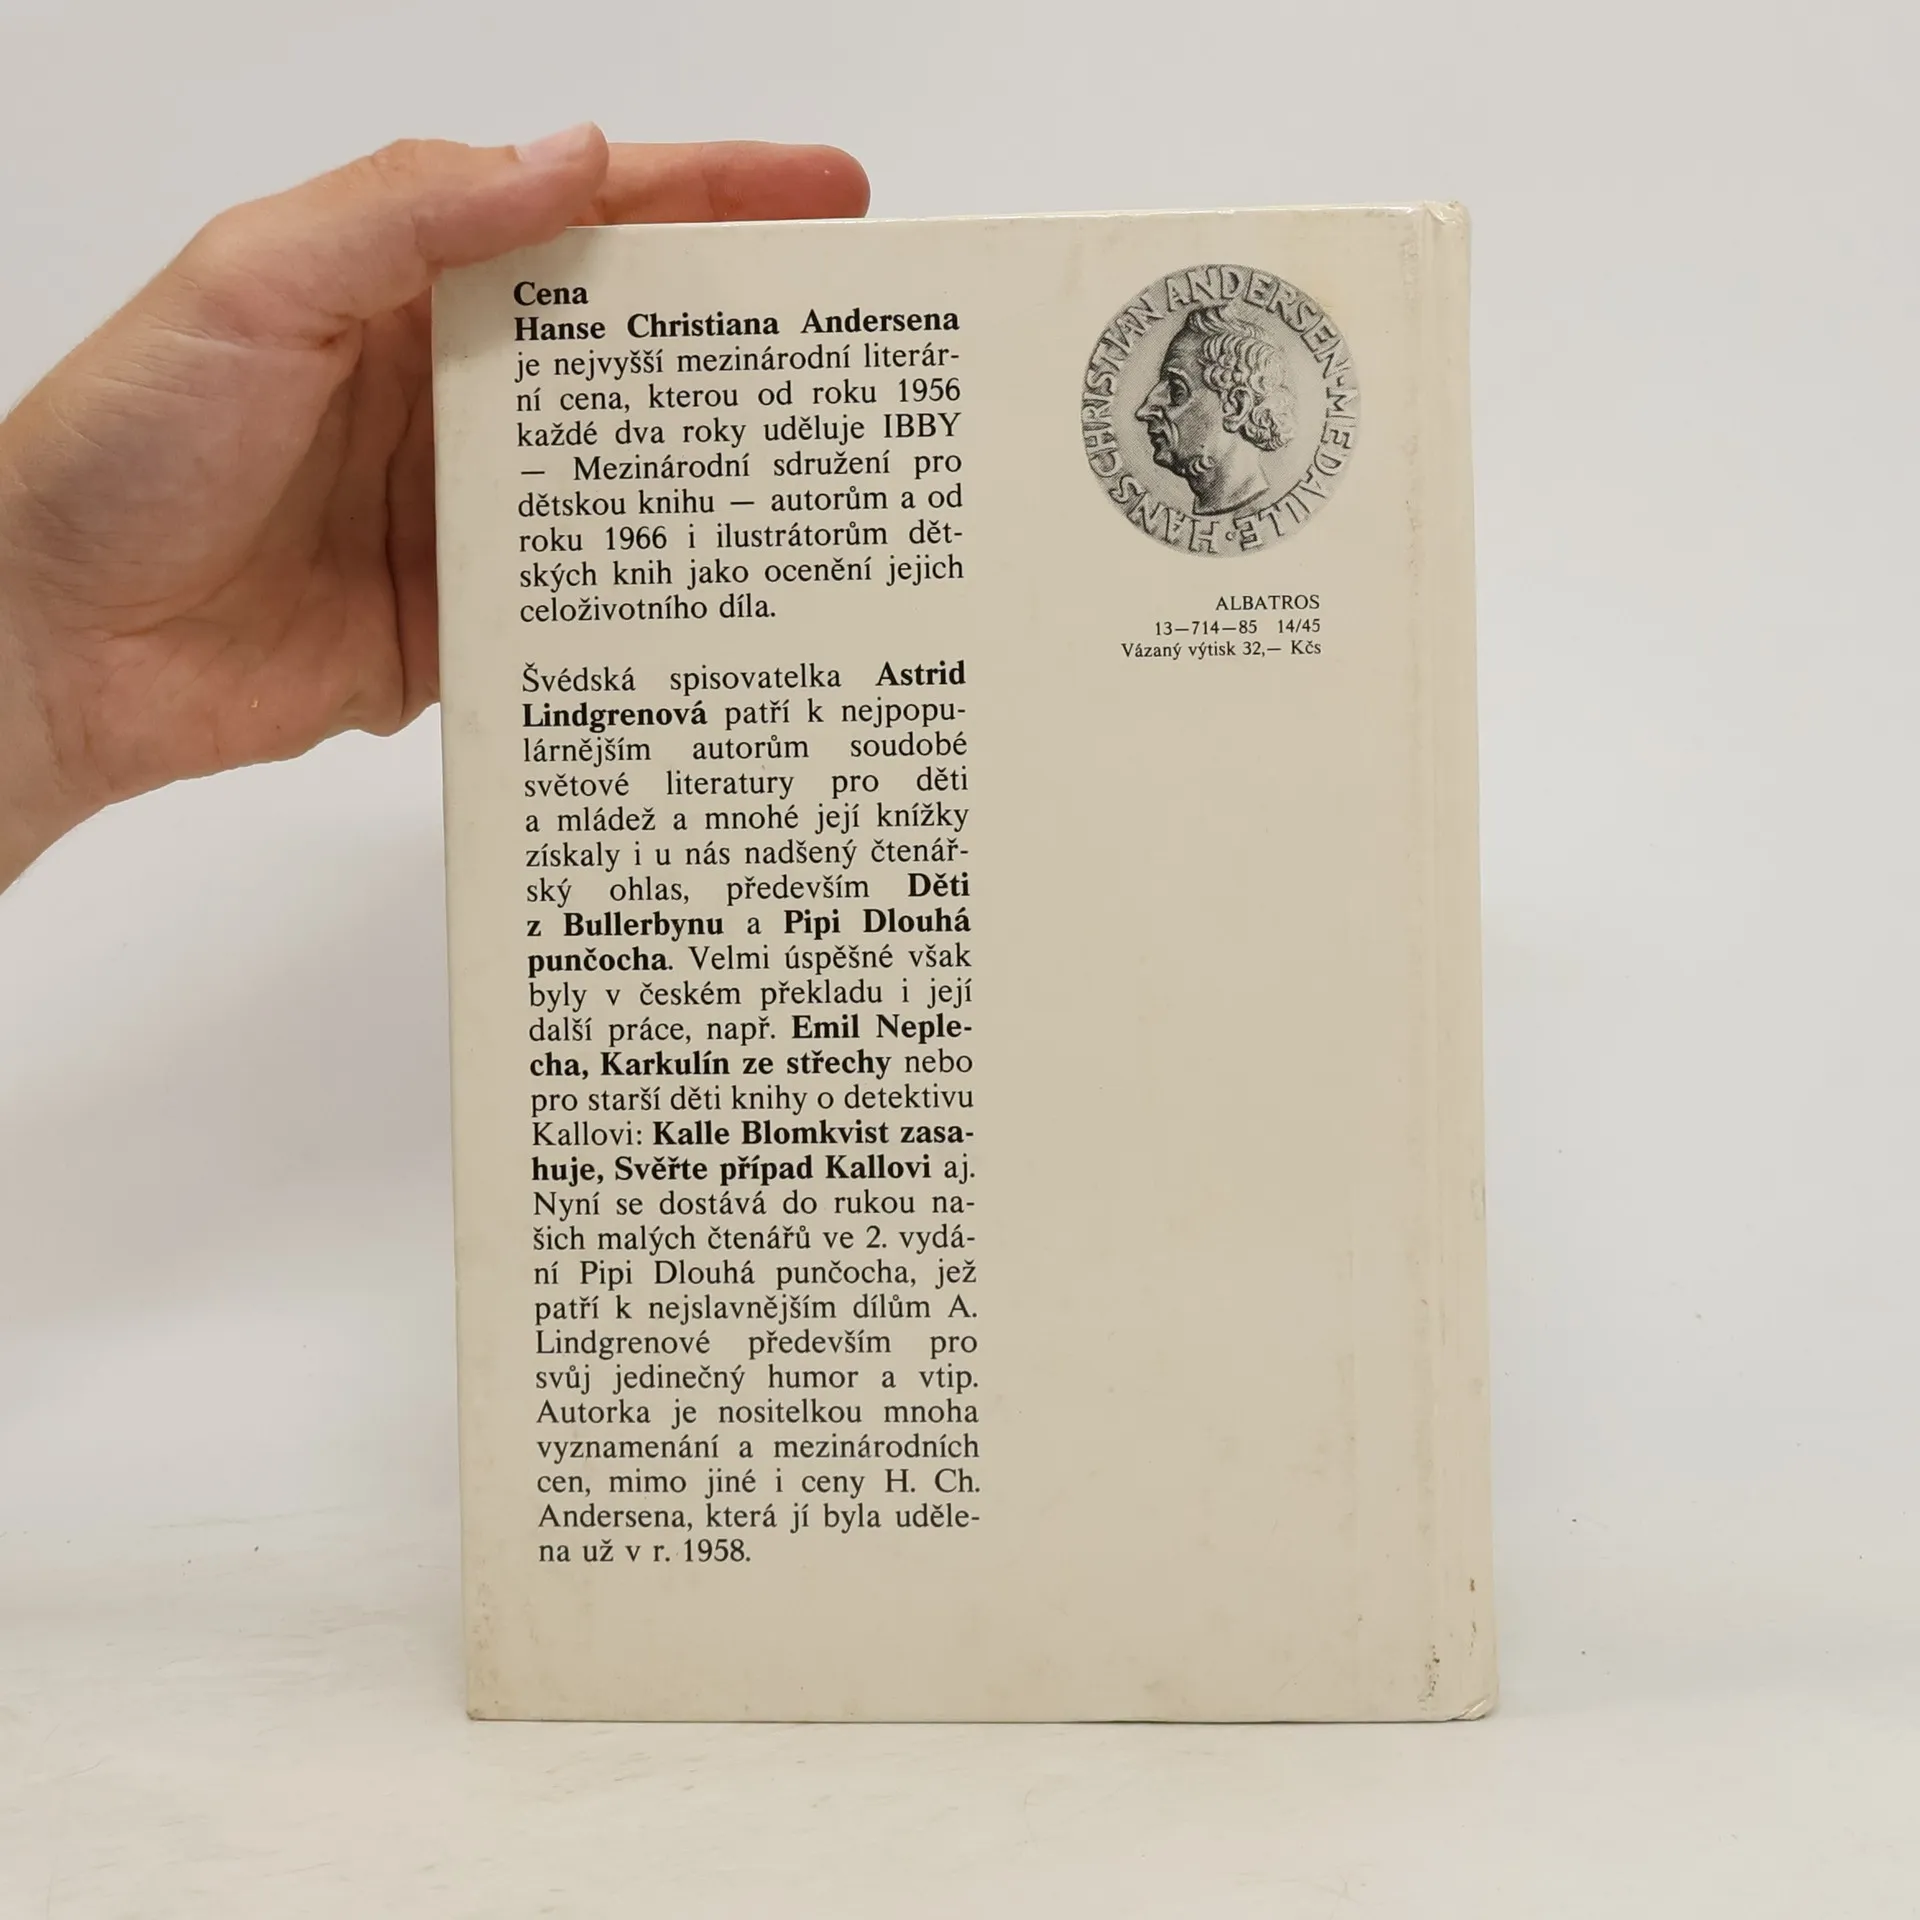 Cena
Hanse Christiana Andersena
je nejvyšší mezinárodní literár-
ní cena, kterou od roku 1956
každé dva roky uděluje IBBY
— Mezinárodní sdružení pro
dětskou knihu — autorům a od
roku 1966 i ilustrátorům dět-
ských knih jako ocenění jejich
celoživotního díla.
Švédská spisovatelka Astrid
Lindgrenová patří k nejpopu-
lárnějším autorům soudobé
světové literatury pro děti
a mládež a mnohé její knížky
získaly i u nás nadšený čtenář-
ský ohlas, především Děti
z Bullerbynu a Pipi Dlouhá
punčocha. Velmi úspěšné však
byly v českém překladu i její
další práce, např. Emil Neple-
cha, Karkulín ze střechy nebo
pro starší děti knihy o detektivu
Kallovi: Kalle Blomkvist zasa-
huje, Svěřte případ Kallovi aj.
Nyní se dostává do rukou na-
šich malých čtenářů ve 2. vydá-
ní Pipi Dlouhá punčocha, jež
patří k nejslavnějším dílům A.
Lindgrenové především pro
svůj jedinečný humor a vtip.
Autorka je nositelkou mnoha
vyznamenání a mezinárodních
cen, mimo jiné i ceny H. Ch.
Andersena, která jí byla uděle-
na už v r. 1958.
HANS CHRISTIAN ANDERSEN·MEDAILLE·
ALBATROS
13—714—85 14/45
Vázaný výtisk 32,— Kčs